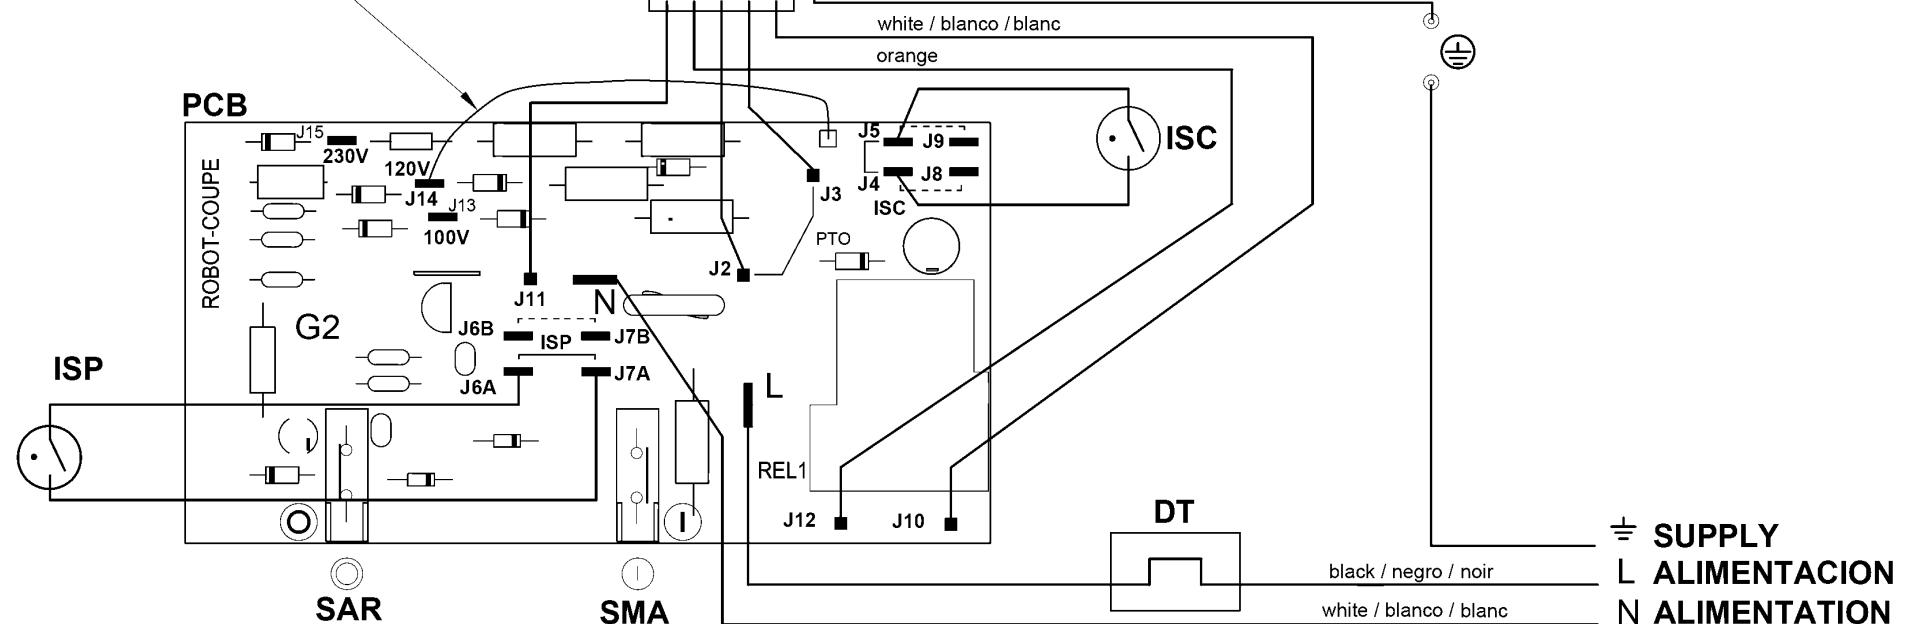 white / blanco / blanc
orange
PCB
J15
230V
120V
J14
J13
100V
ROBOT-COUPE
J5
J9
ISC
J4
J8
ISC
J3
PTO
J2
J11
N
G2
J6B
ISP
J7B
J6A
J7A
ISP
L
REL1
J12
J10
O
I
DT
SAR
SMA
SUPPLY
black / negro / noir
L ALIMENTACION
white / blanco / blanc
N ALIMENTATION